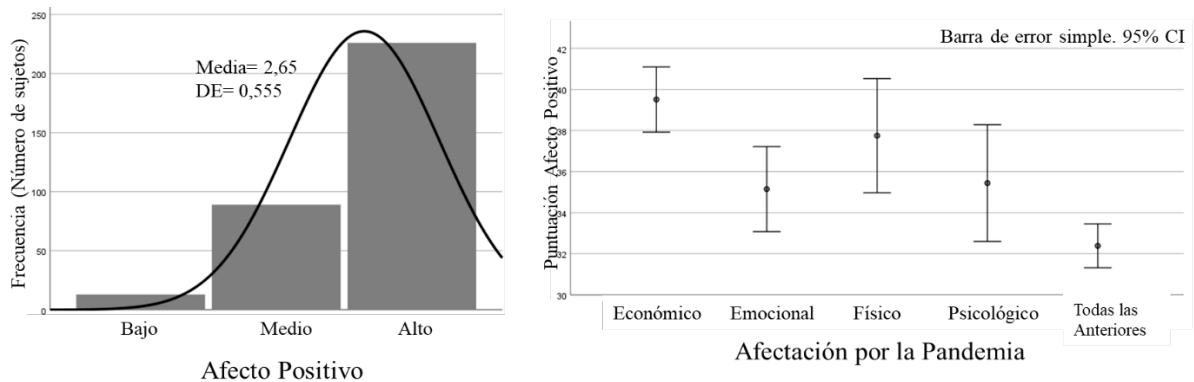 Frecuencia (Número de sujetos)
250
200
150
100
50
0
Media= 2,65
DE= 0,555
Bajo Medio Alto
Afecto Positivo
Puntuación Afecto Positivo
Barra de error simple. 95% CI
42
40
38
36
34
32
30
Económico Emocional Físico Psicológico Todas las
Anteriores
Afectación por la Pandemia